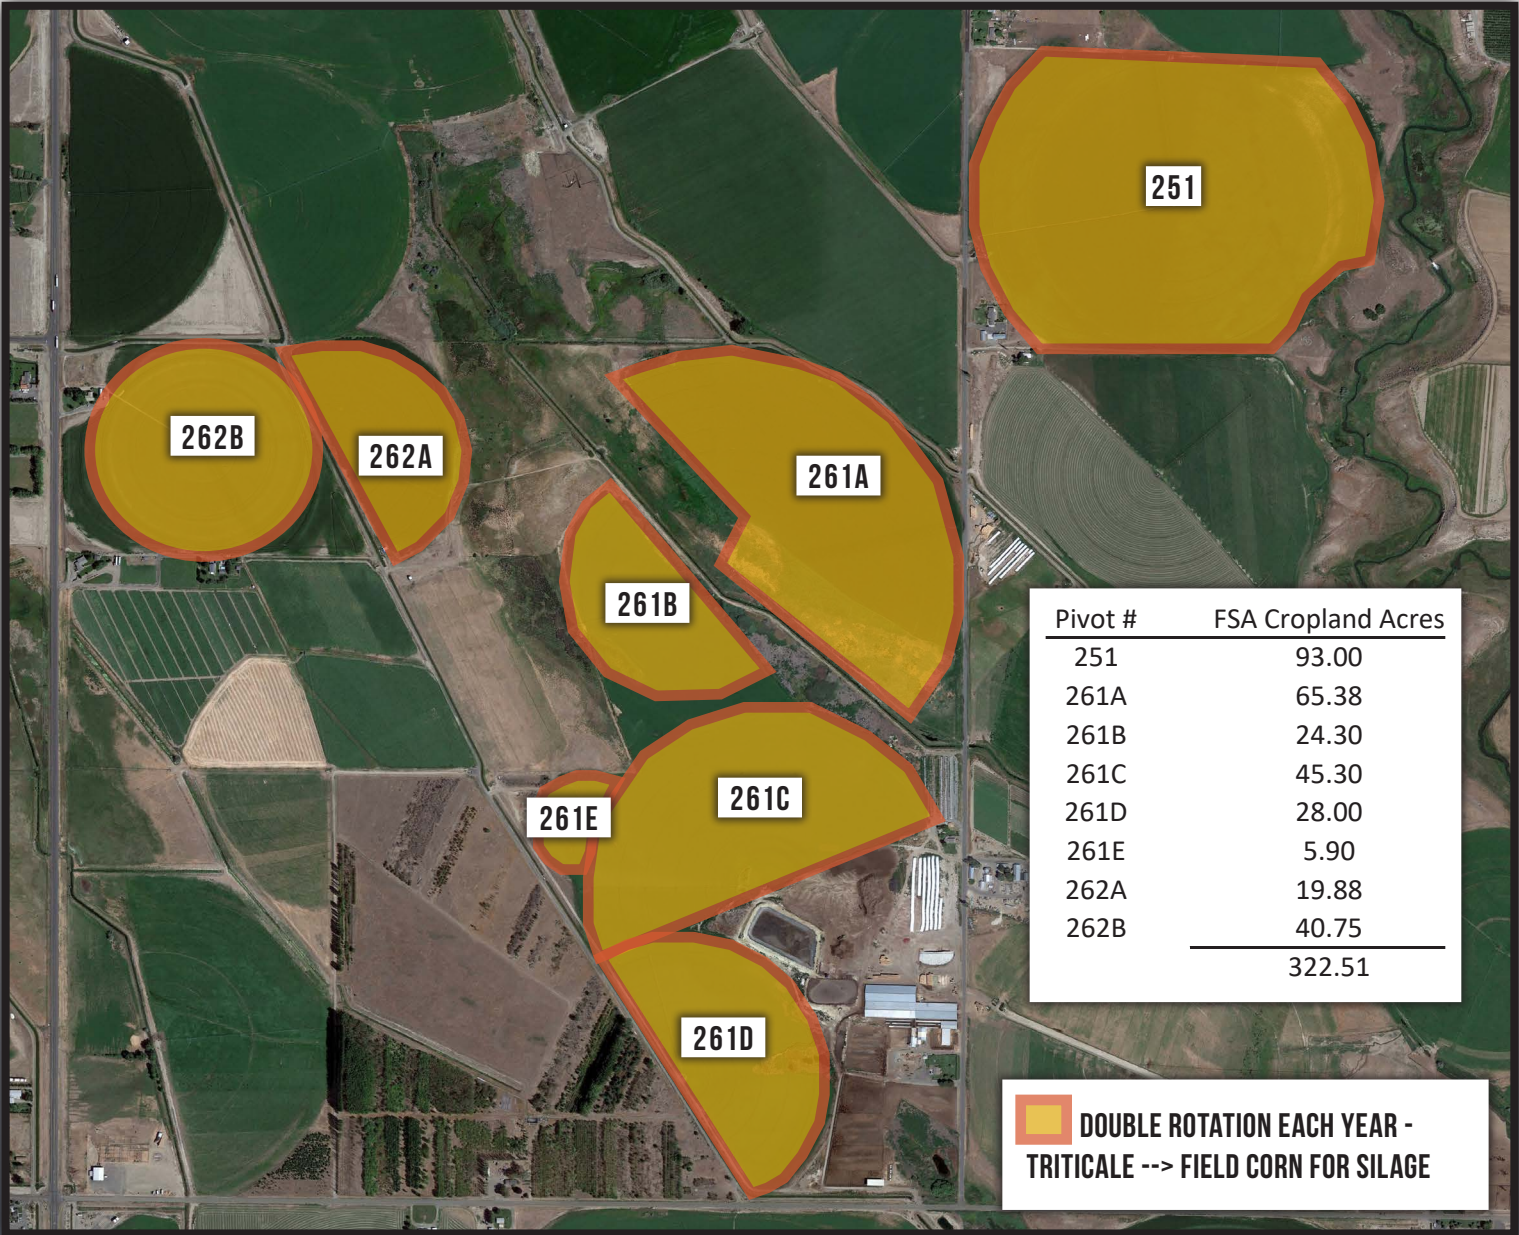 251
262B
262A
261A
261B
261E
261C
261D
Pivot # FSA Cropland Acres
251 93.00
261A 65.38
261B 24.30
261C 45.30
261D 28.00
261E 5.90
262A 19.88
262B 40.75
322.51
DOUBLE ROTATION EACH YEAR -
TRITICALE --> FIELD CORN FOR SILAGE